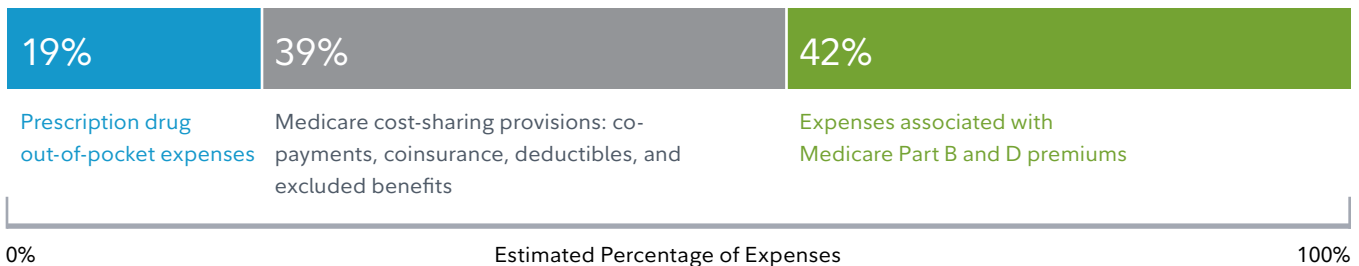 19%
39%
42%
Prescription drug
out-of-pocket expenses
Medicare cost-sharing provisions: co-
payments, coinsurance, deductibles, and
excluded benefits
Expenses associated with
Medicare Part B and D premiums
0%
Estimated Percentage of Expenses
100%